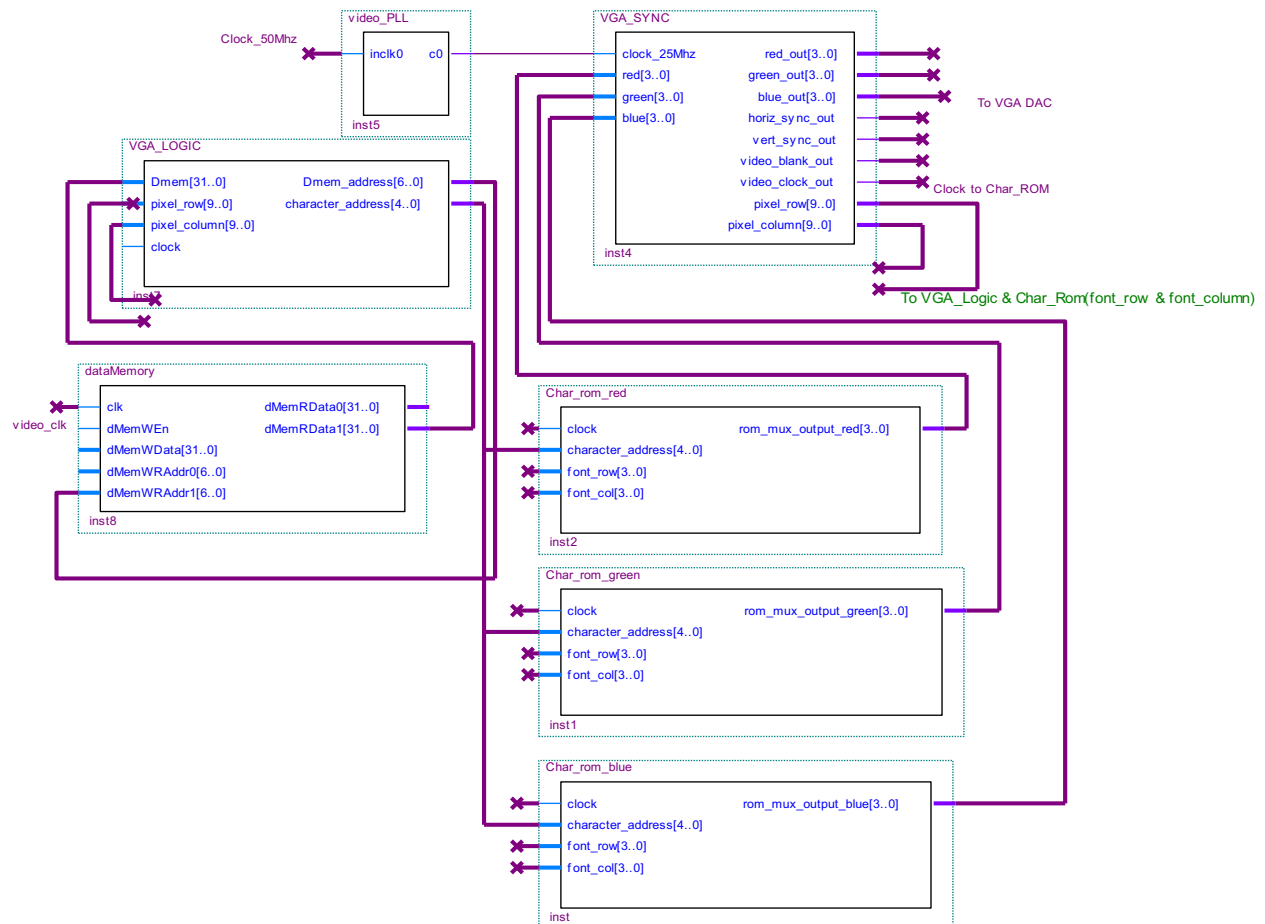 video_PLL
Clock_50Mhz
inclk0
c0
inst5
VGA_SYNC
clock_25Mhz
red[3..0]
green[3..0]
blue[3..0]
red_out[3..0]
green_out[3..0]
blue_out[3..0]
horiz_sync_out
vert_sync_out
video_blank_out
video_clock_out
pixel_row[9..0]
pixel_column[9..0]
inst4
To VGA DAC
Clock to Char_ROM
To VGA_Logic & Char_Rom(font_row & font_column)
VGA_LOGIC
Dmem[31..0]
pixel_row[9..0]
pixel_column[9..0]
clock
Dmem_address[6..0]
character_address[4..0]
inst7
dataMemory
video_clk
clk
dMemWEn
dMemWData[31..0]
dMemWRAddr0[6..0]
dMemWRAddr1[6..0]
dMemRData0[31..0]
dMemRData1[31..0]
inst8
Char_rom_red
clock
character_address[4..0]
font_row[3..0]
font_col[3..0]
rom_mux_output_red[3..0]
inst2
Char_rom_green
clock
character_address[4..0]
font_row[3..0]
font_col[3..0]
rom_mux_output_green[3..0]
inst1
Char_rom_blue
clock
character_address[4..0]
font_row[3..0]
font_col[3..0]
rom_mux_output_blue[3..0]
inst